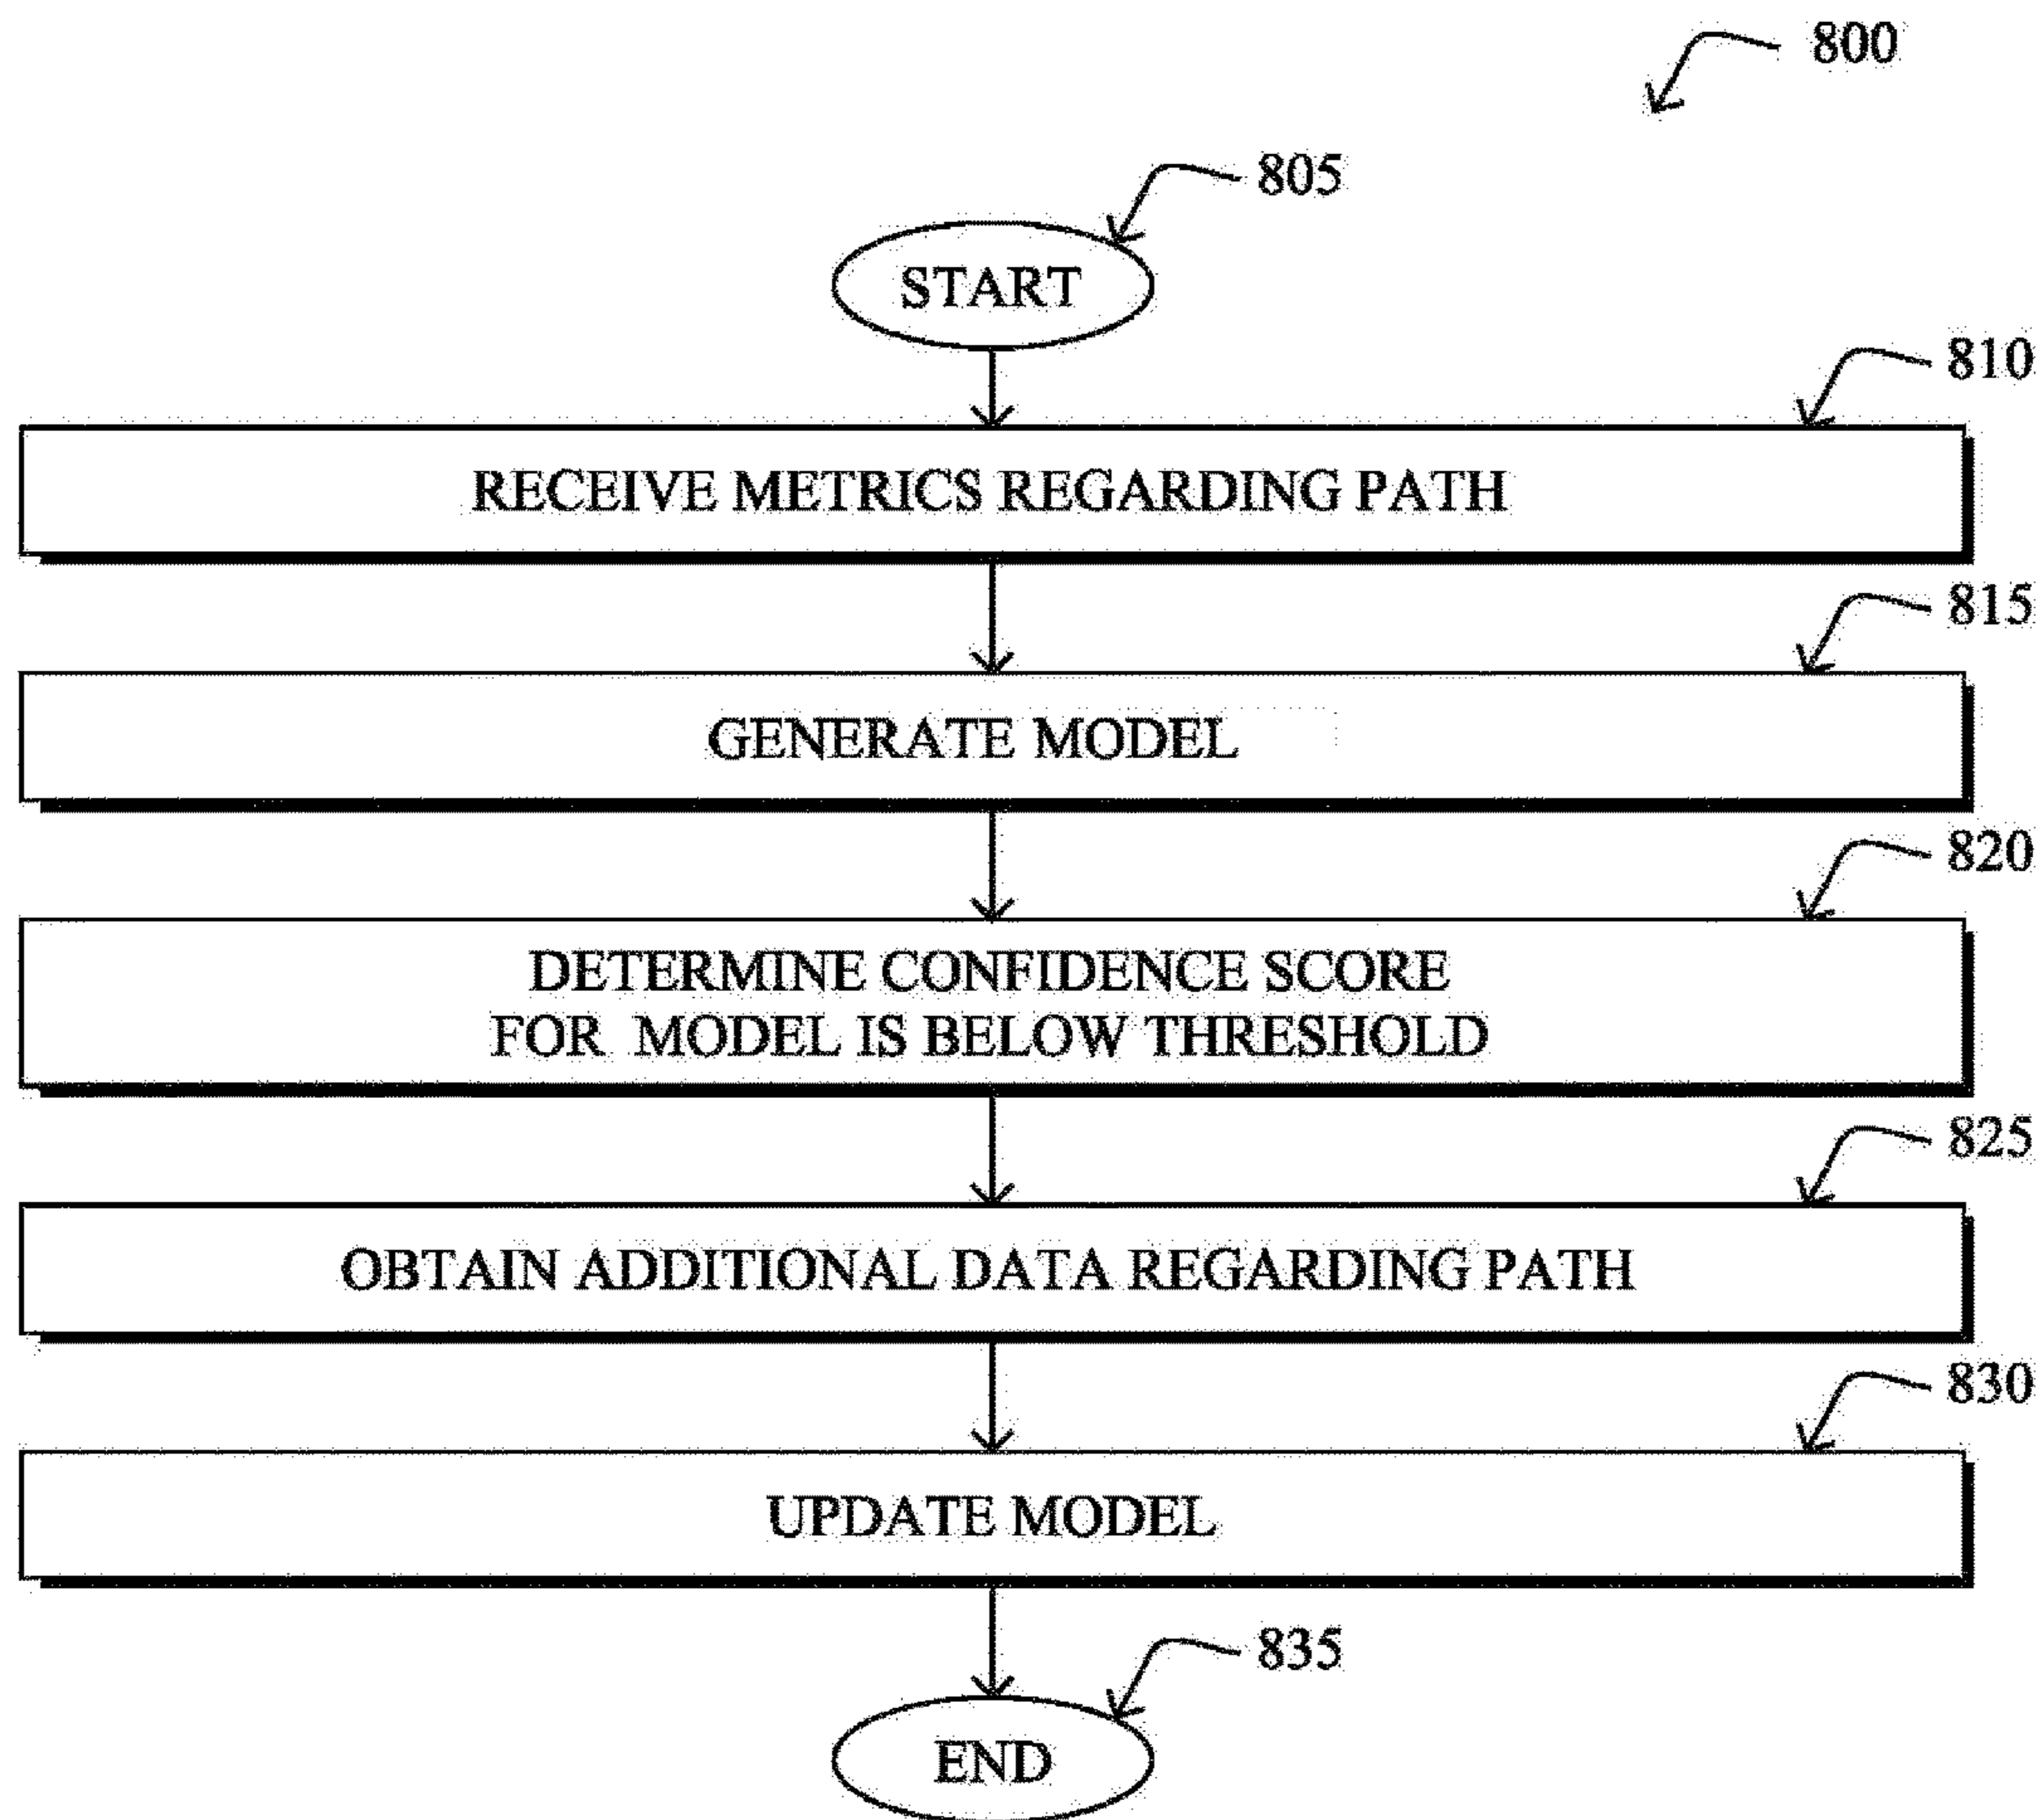 800
805
START
810
RECEIVE METRICS REGARDING PATH
815
GENERATE MODEL
820
DETERMINE CONFIDENCE SCORE
FOR MODEL IS BELOW THRESHOLD
825
OBTAIN ADDITIONAL DATA REGARDING PATH
830
UPDATE MODEL
835
END